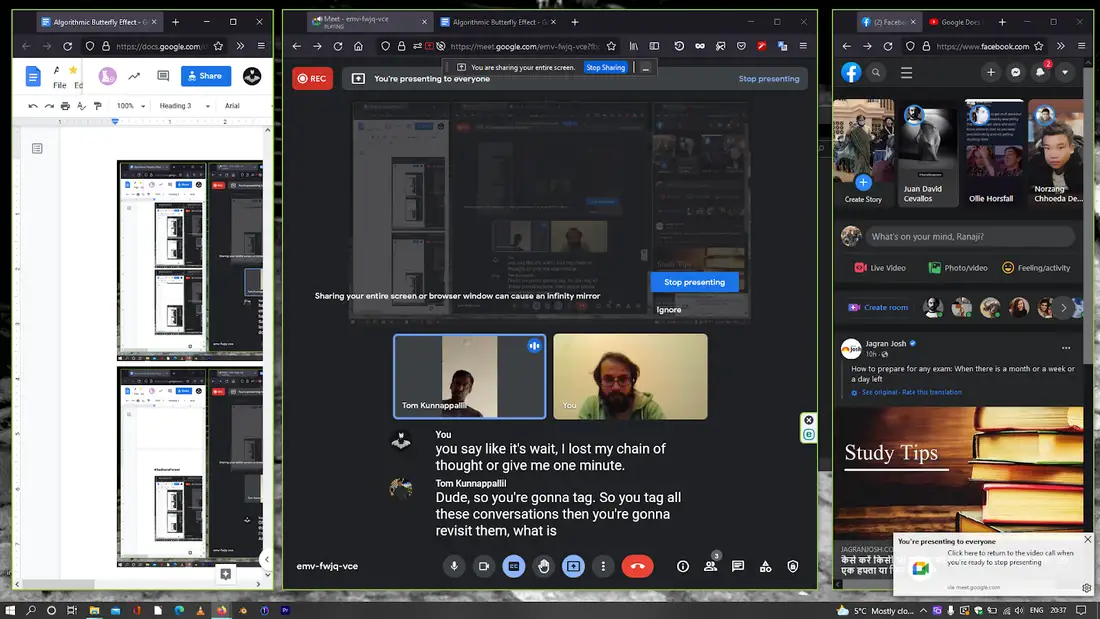 Algorithmic Butterfly Effect - G
https://docs.google.com
File
Ed
Share
100%
Heading 3
Arial
1
1
2
Meet - emv-fwjq-vce
PLAYING
Algorithmic Butterfly Effect - G
https://meet.google.com/emv-fwjq-vce?
You are sharing your entire screen.
Stop Sharing
REC
You're presenting to everyone
Stop presenting
Sharing your entire screen or browser window can cause an infinity mirror
Stop presenting
Ignore
Tom Kunnappallil
You
You
you say like it's wait, I lost my chain of
thought or give me one minute.
Tom Kunnappallil
Dude, so you're gonna tag. So you tag all
these conversations then you're gonna
revisit them, what is
emv-fwjq-vce
3
(2) Faceboo
Google Docs
https://www.facebook.com
2
Create Story
Juan David
Cevallos
Ollie Horsfall
Norzang
Chhoeda De...
What's on your mind, Ranaji?
Live Video
Photo/video
Feeling/activity
Create room
Jagran Josh
10h
How to prepare for any exam: When there is a month or a week or
a day left
See original · Rate this translation
Study Tips
JAGRANJOSH.C
You're presenting to everyone
Click here to return to the video call when
you're ready to stop presenting
via meet.google.com
5°C Mostly clo...
ENG
20:37